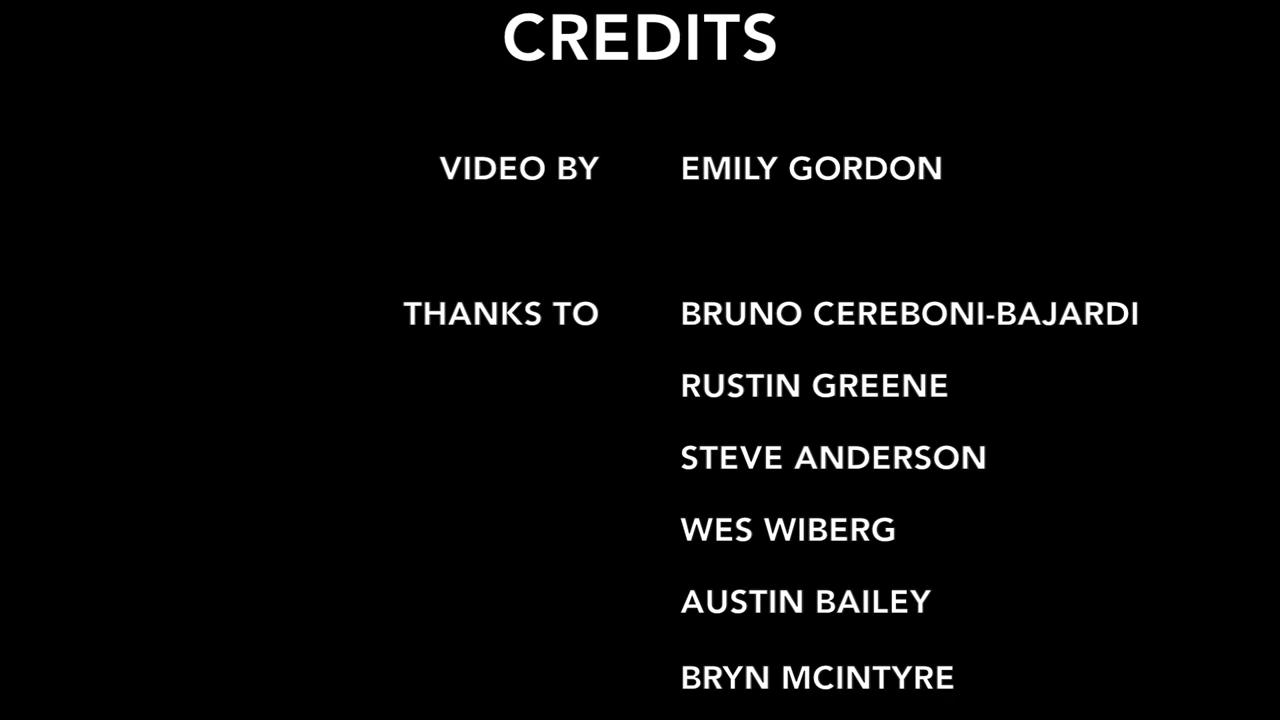 CREDITS
VIDEO BY EMILY GORDON
THANKS TO BRUNO CEREBONI-BAJARDI
RUSTIN GREENE
STEVE ANDERSON
WES WIBERG
AUSTIN BAILEY
BRYN MCINTYRE